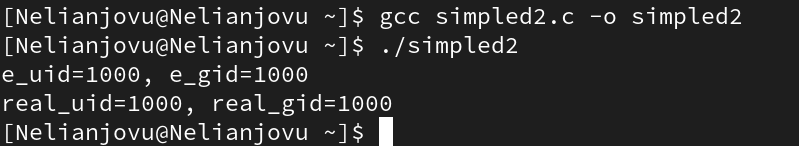 [Nelianjovu@Nelianjovu ~]$ gcc simpled2.c -o simpled2
[Nelianjovu@Nelianjovu ~]$ ./simpled2
e_uid=1000, e_gid=1000
real_uid=1000, real_gid=1000
[Nelianjovu@Nelianjovu ~]$